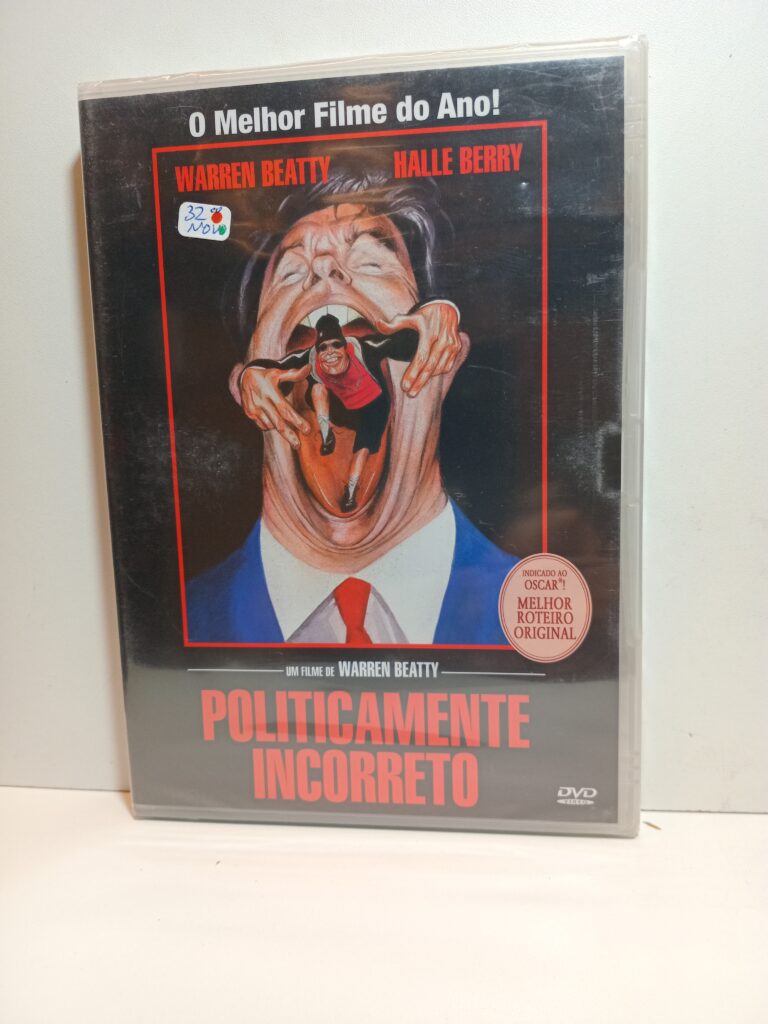 O Melhor Filme do Ano!
WARREN BEATTY HALLE BERRY
32
NOVO
INDICADO AO
OSCAR®!
MELHOR
ROTEIRO
ORIGINAL
UM FILME DE WARREN BEATTY
POLITICAMENTE
INCORRETO
DVD
VIDEO